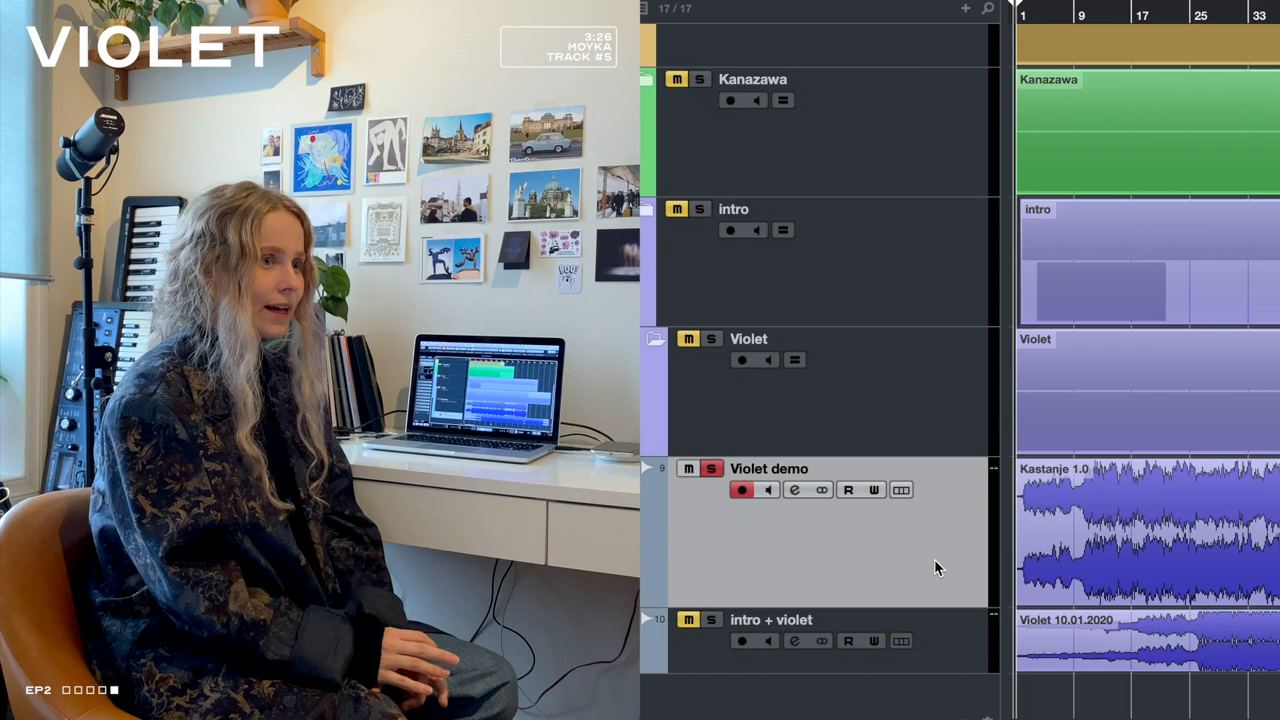 VIOLET
3:26
MOYKA
TRACK #5
BOO!
EP2
17 / 17
1 9 17 25 33
M S Kanazawa
Kanazawa
M S intro
intro
M S Violet
Violet
9 M S Violet demo
R W
Kastanje 1.0
10 M S intro + violet
R W
Violet 10.01.2020